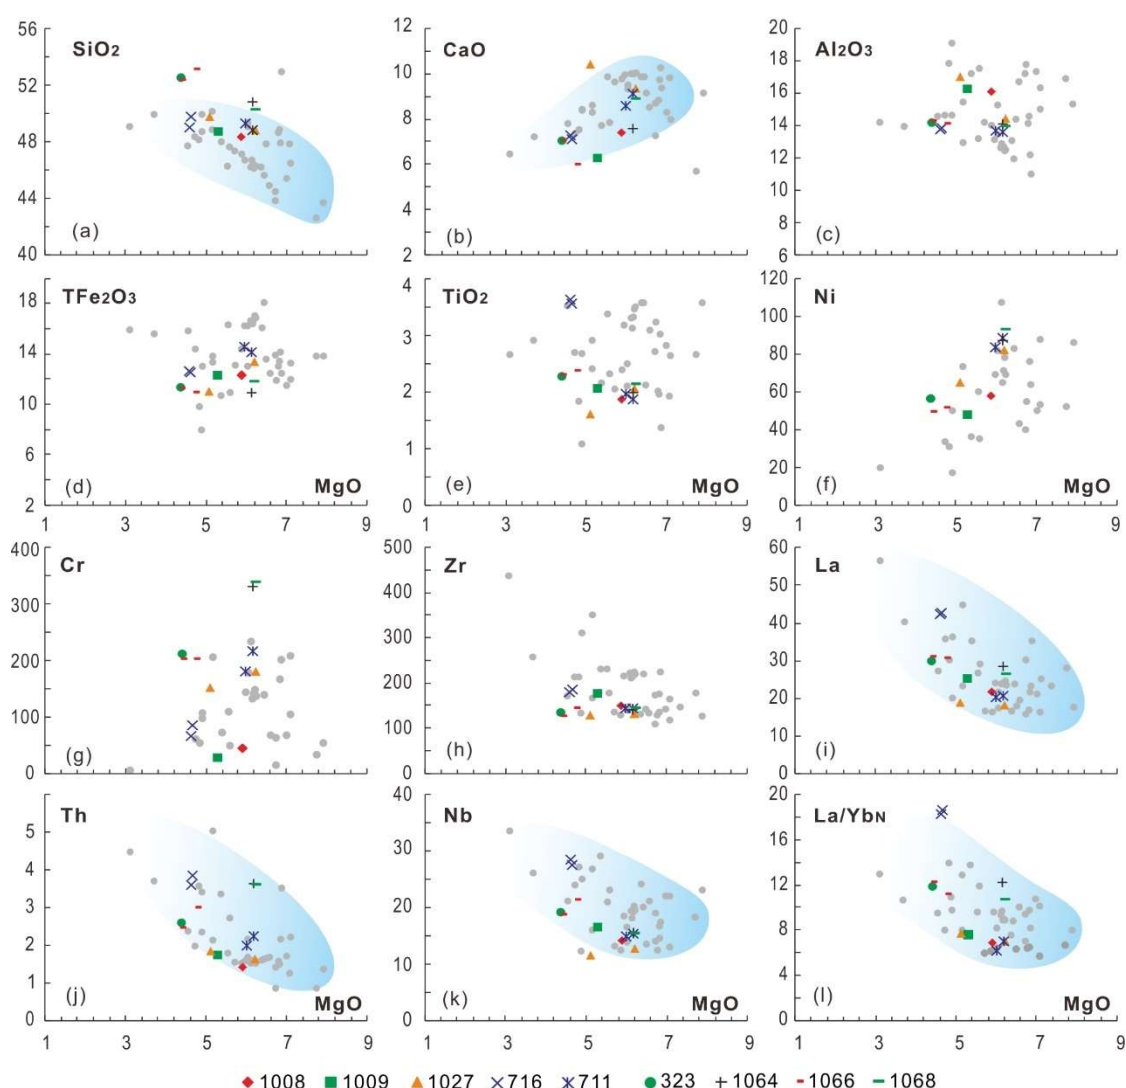 SiO2
56
52
48
44
40
(a)
CaO
12
10
8
6
4
2
(b)
Al2O3
20
18
16
14
12
10
8
6
(c)
TFe2O3
18
14
10
6
2
(d)
MgO
1 3 5 7 9
TiO2
4
3
2
1
0
(e)
MgO
1 3 5 7 9
Ni
120
100
80
60
40
20
0
(f)
MgO
1 3 5 7 9
Cr
400
300
200
100
0
(g)
Zr
500
400
300
200
100
0
(h)
La
60
50
40
30
20
10
0
(i)
Th
5
4
3
2
1
0
(j)
MgO
1 3 5 7 9
Nb
40
30
20
10
0
(k)
MgO
1 3 5 7 9
La/YbN
20
16
12
8
4
0
(l)
MgO
1 3 5 7 9
1008 1009 1027 716 711 323 1064 1066 1068